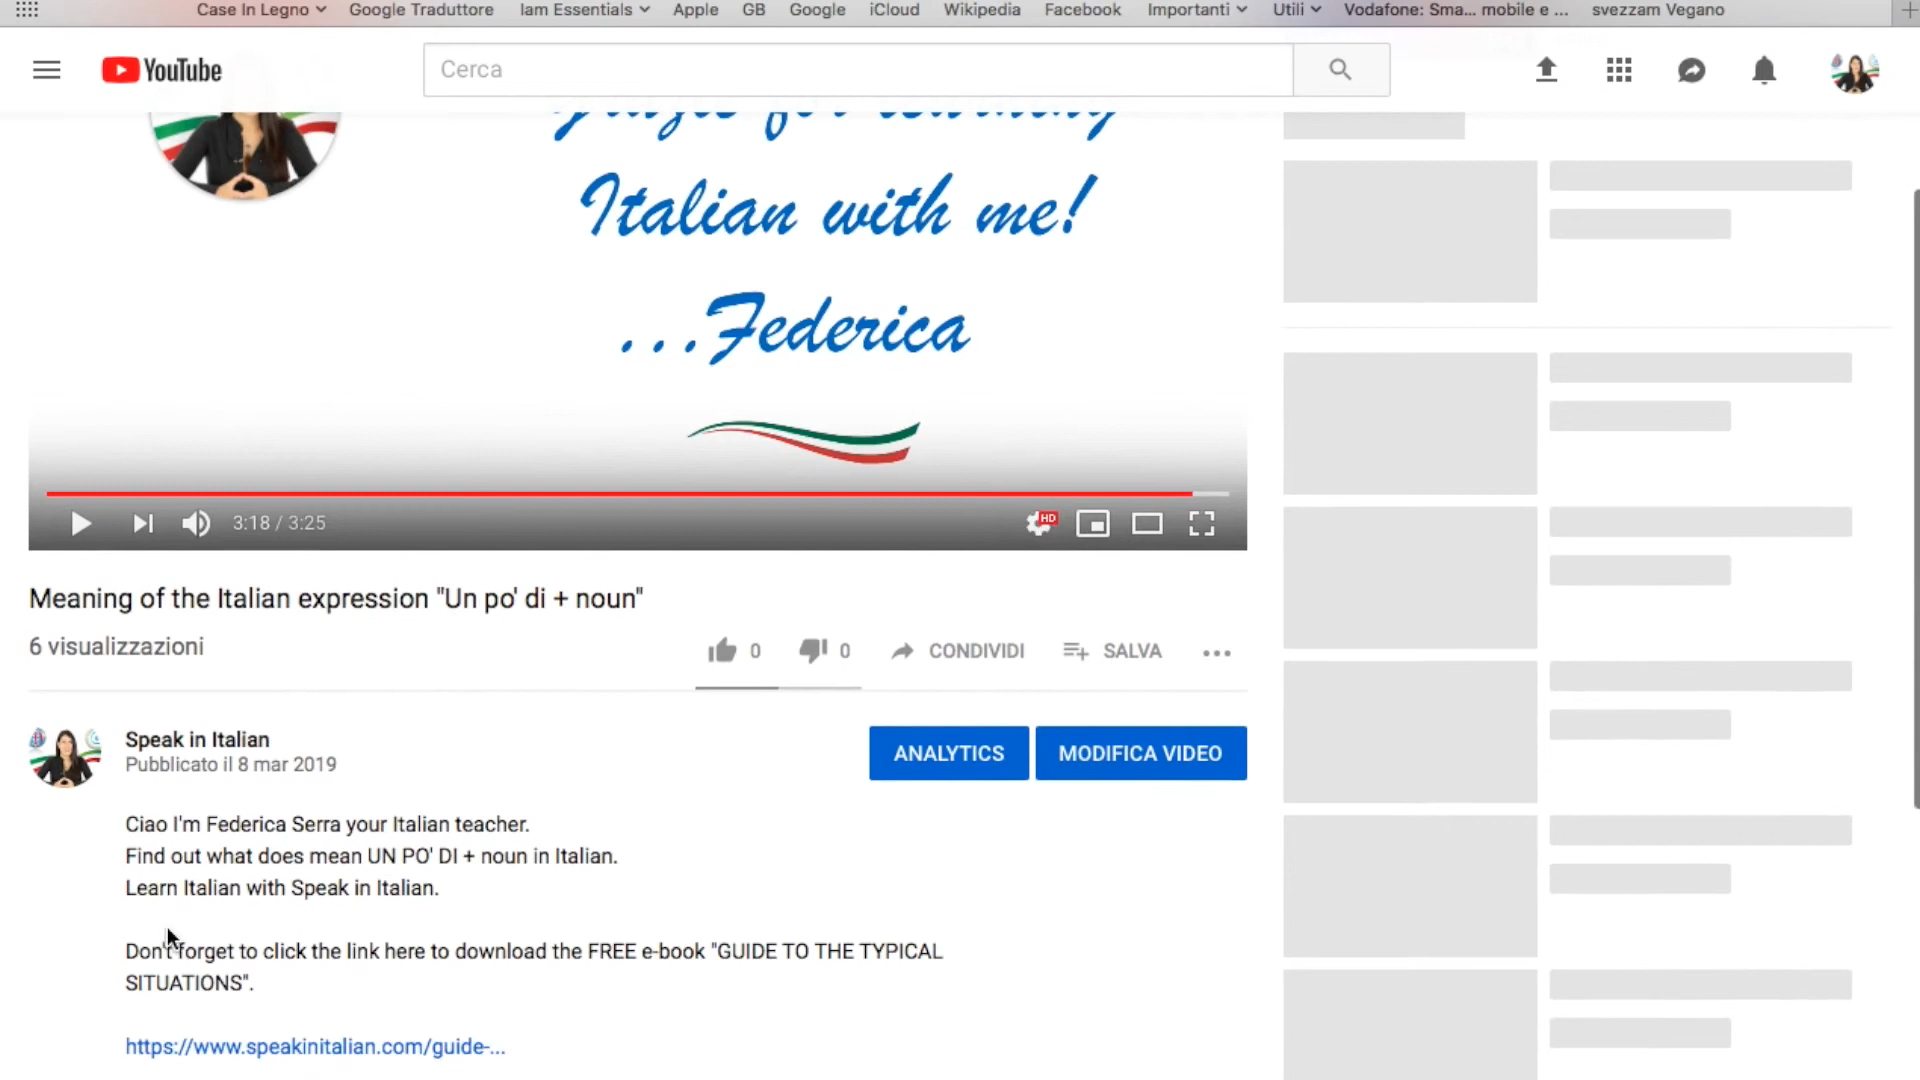 Case In Legno
Google Traduttore
Iam Essentials
Apple
GB
Google
iCloud
Wikipedia
Facebook
Importanti
Utili
Vodafone: Sma... mobile e ...
svezzam Vegano
YouTube
Cerca
Grazie for learning
Italian with me!
...Federica
3:18 / 3:25
HD
Meaning of the Italian expression "Un po' di + noun"
6 visualizzazioni
0
0
CONDIVIDI
SALVA
Speak in Italian
Pubblicato il 8 mar 2019
ANALYTICS
MODIFICA VIDEO
Ciao I'm Federica Serra your Italian teacher.
Find out what does mean UN PO' DI + noun in Italian.
Learn Italian with Speak in Italian.
Don't forget to click the link here to download the FREE e-book "GUIDE TO THE TYPICAL
SITUATIONS".
https://www.speakinitalian.com/guide-...